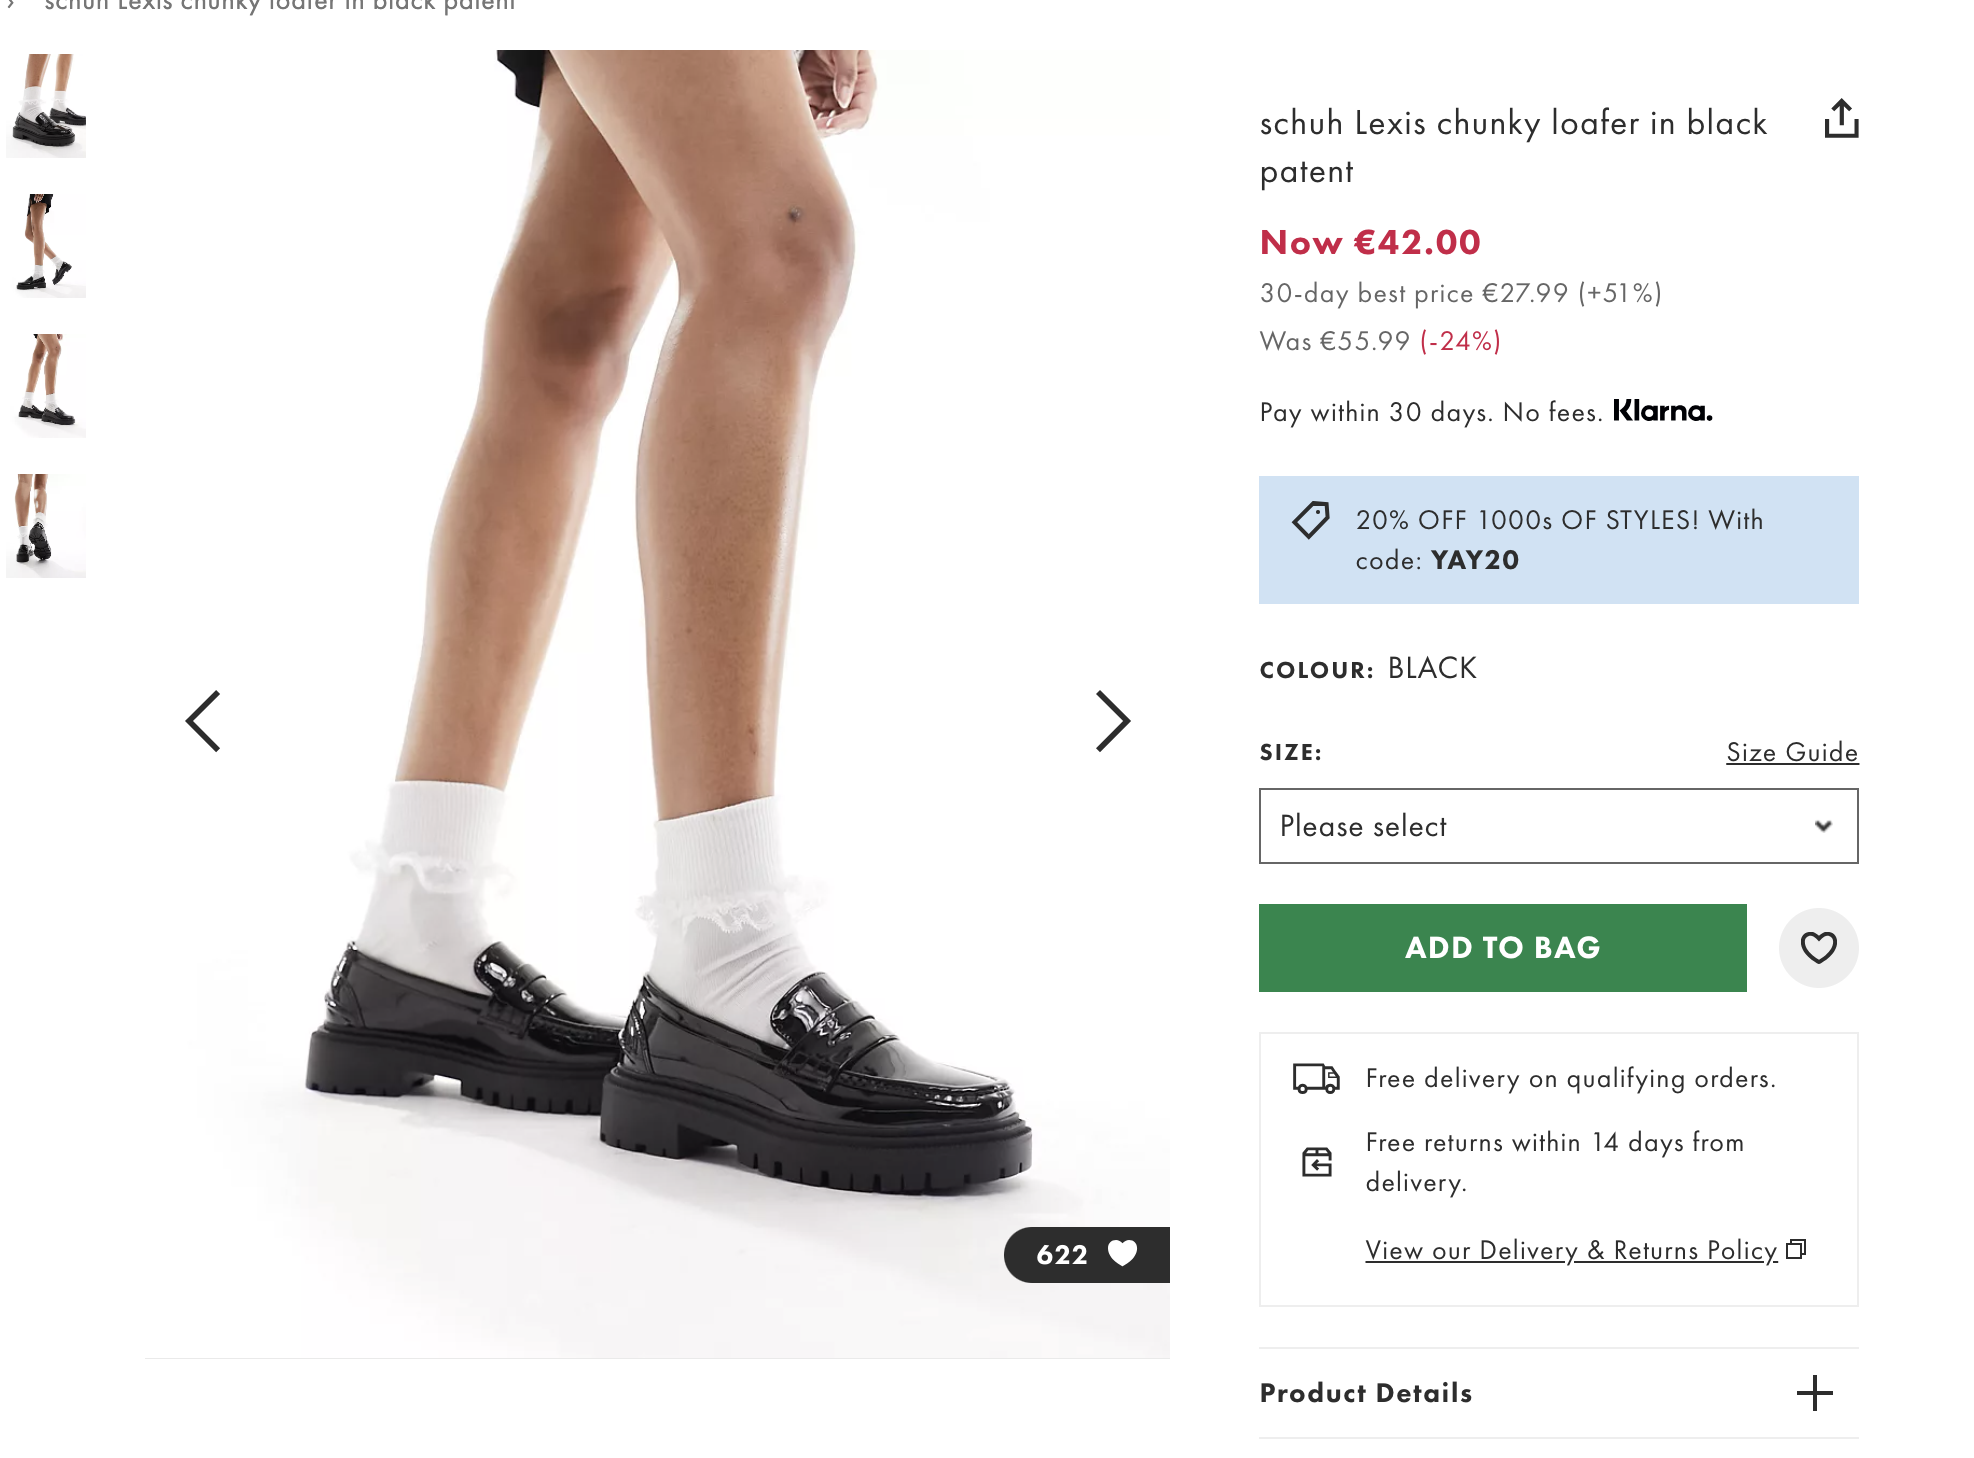 › schuh Lexis chunky loafer in black patent
schuh Lexis chunky loafer in black
patent
Now €42.00
30-day best price €27.99 (+51%)
Was €55.99 (-24%)
Pay within 30 days. No fees. Klarna.
20% OFF 1000s OF STYLES! With
code: YAY20
COLOUR: BLACK
SIZE:
Size Guide
Please select
ADD TO BAG
Free delivery on qualifying orders.
Free returns within 14 days from
delivery.
View our Delivery & Returns Policy
622
Product Details